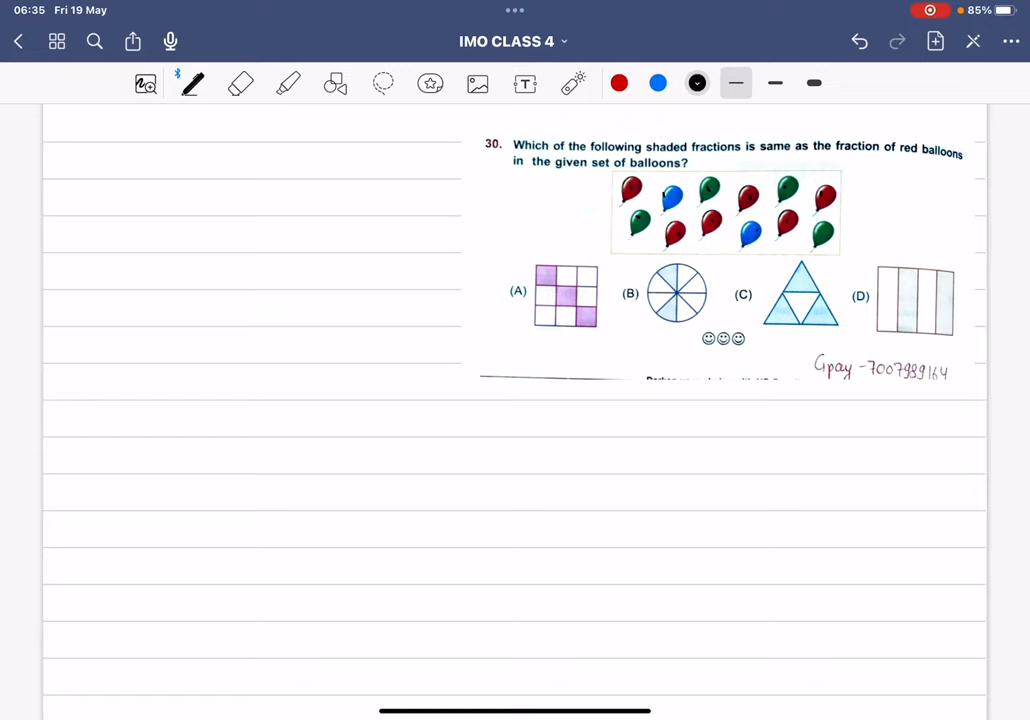 06:35 Fri 19 May
85%
IMO CLASS 4
T
30. Which of the following shaded fractions is same as the fraction of red balloons
in the given set of balloons?
(A) (B) (C) (D)
Gpay -7007989164